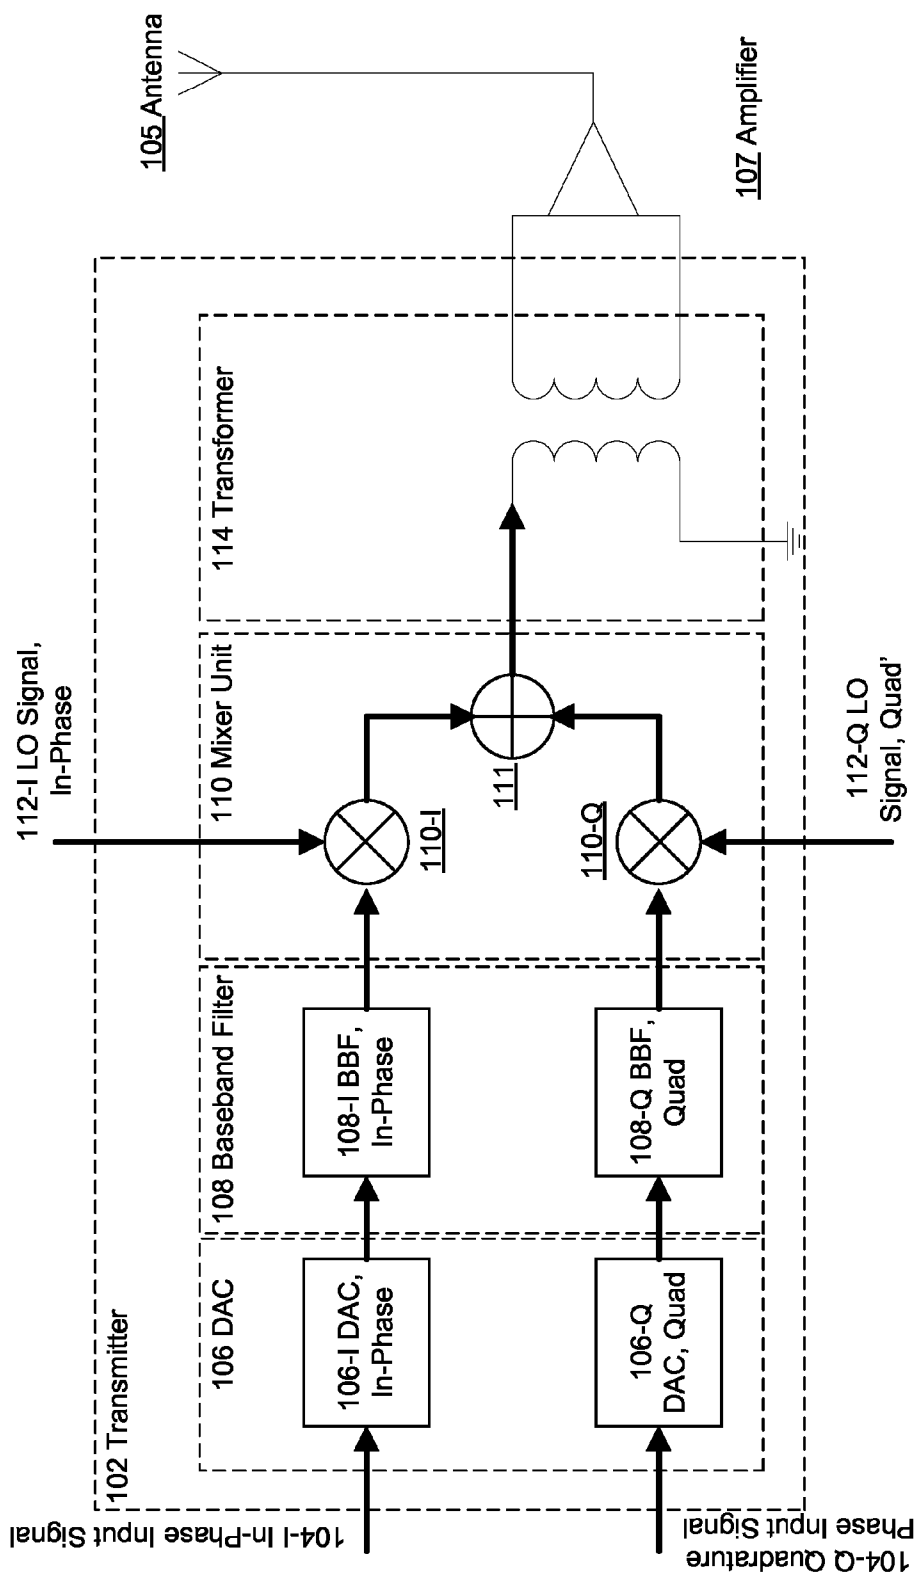 102 Transmitter
104-I In-Phase Input Signal
104-Q Quadrature
Phase Input Signal
106 DAC
106-I DAC,
In-Phase
106-Q
DAC, Quad
108 Baseband Filter
108-I BBF,
In-Phase
108-Q BBF,
Quad
112-I LO Signal,
In-Phase
110 Mixer Unit
110-I
110-Q
111
112-Q LO
Signal, Quad'
114 Transformer
105 Antenna
107 Amplifier